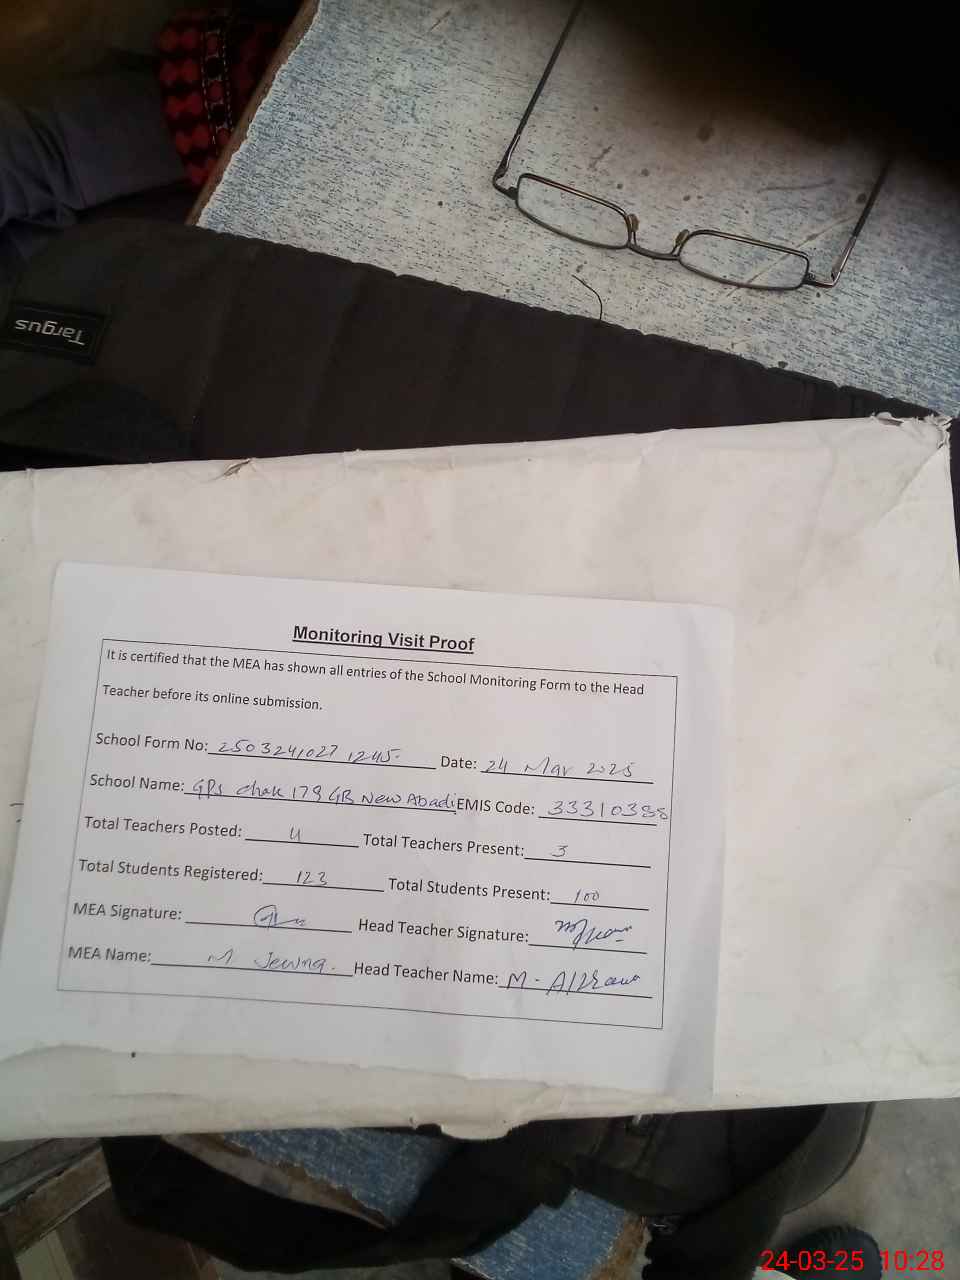 Targus
Monitoring Visit Proof
It is certified that the MEA has shown all entries of the School Monitoring Form to the Head
Teacher before its online submission.
School Form No: 2503241027 1245 Date: 24 Mar 2025
School Name: GPS Chak 179 GB New Abadi EMIS Code: 33310388
Total Teachers Posted: 4 Total Teachers Present: 3
Total Students Registered: 123 Total Students Present: 100
MEA Signature: Head Teacher Signature:
MEA Name: M Head Teacher Name: M -
24-03-25 10:28